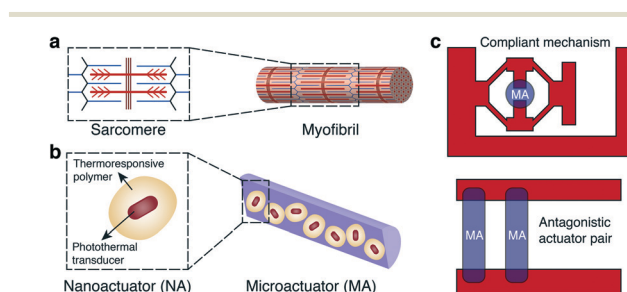 a
Sarcomere
Myofibril
b
Thermoresponsive
polymer
Photothermal
transducer
Nanoactuator (NA)
Microactuator (MA)
c
Compliant mechanism
MA
MA
MA
Antagonistic
actuator pair